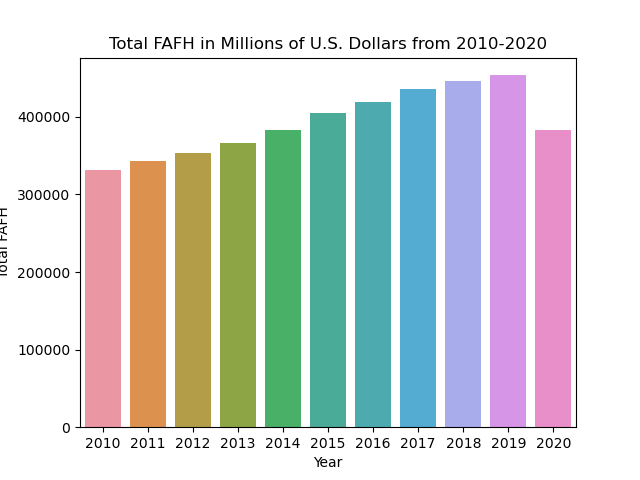 Total FAFH in Millions of U.S. Dollars from 2010-2020
400000
300000
200000
100000
0
Total FAFH
2010 2011 2012 2013 2014 2015 2016 2017 2018 2019 2020
Year